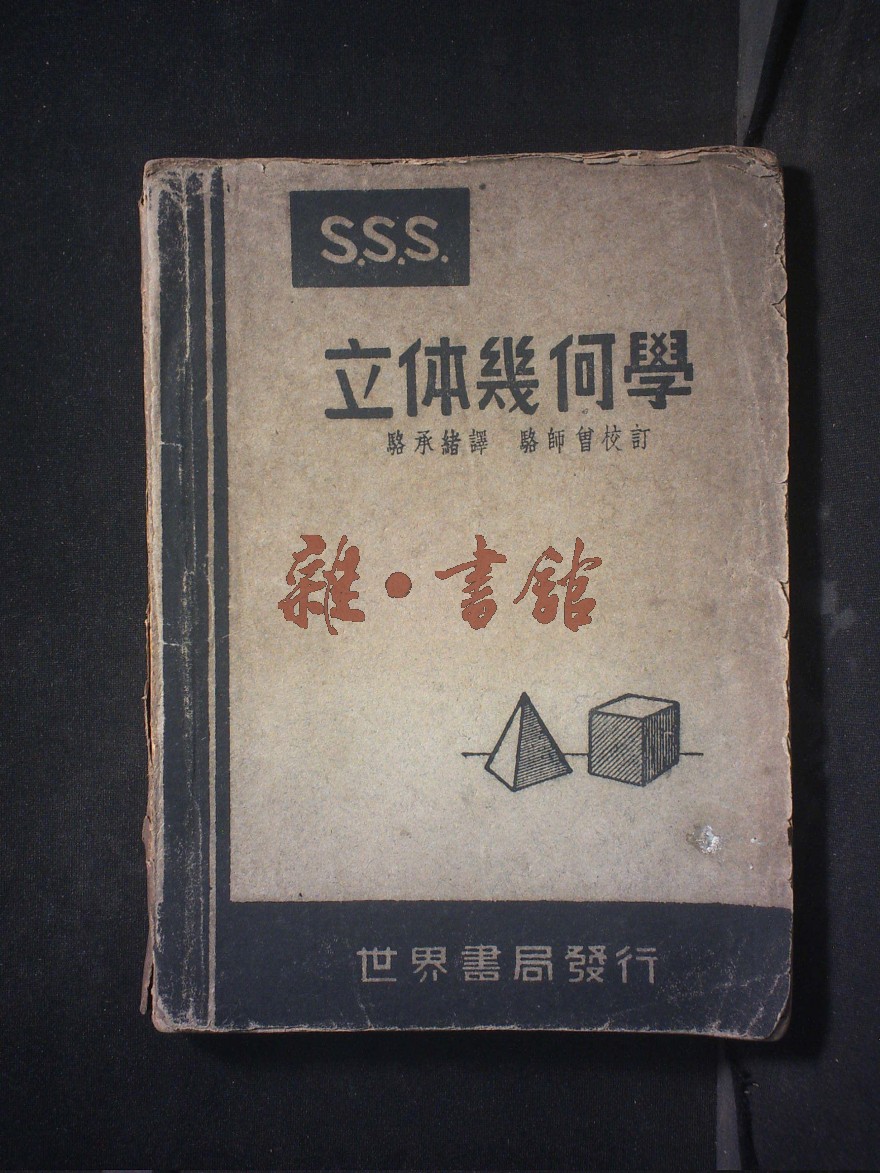 S.S.S.
立体幾何學
駱承緒譯 駱師曾校訂
雜·書館
世界書局發行